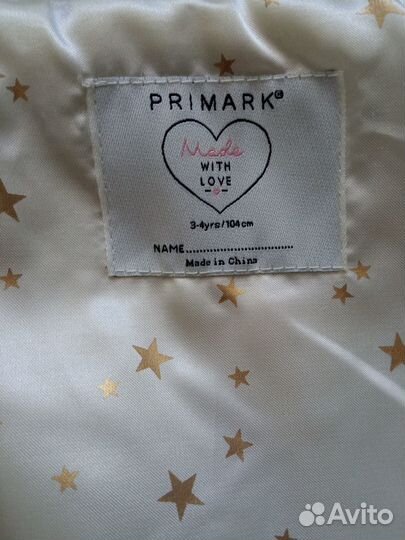 PRIMARK®
Made
WITH
LOVE
3-4yrs/104cm
NAME................................
Made in China
Avito